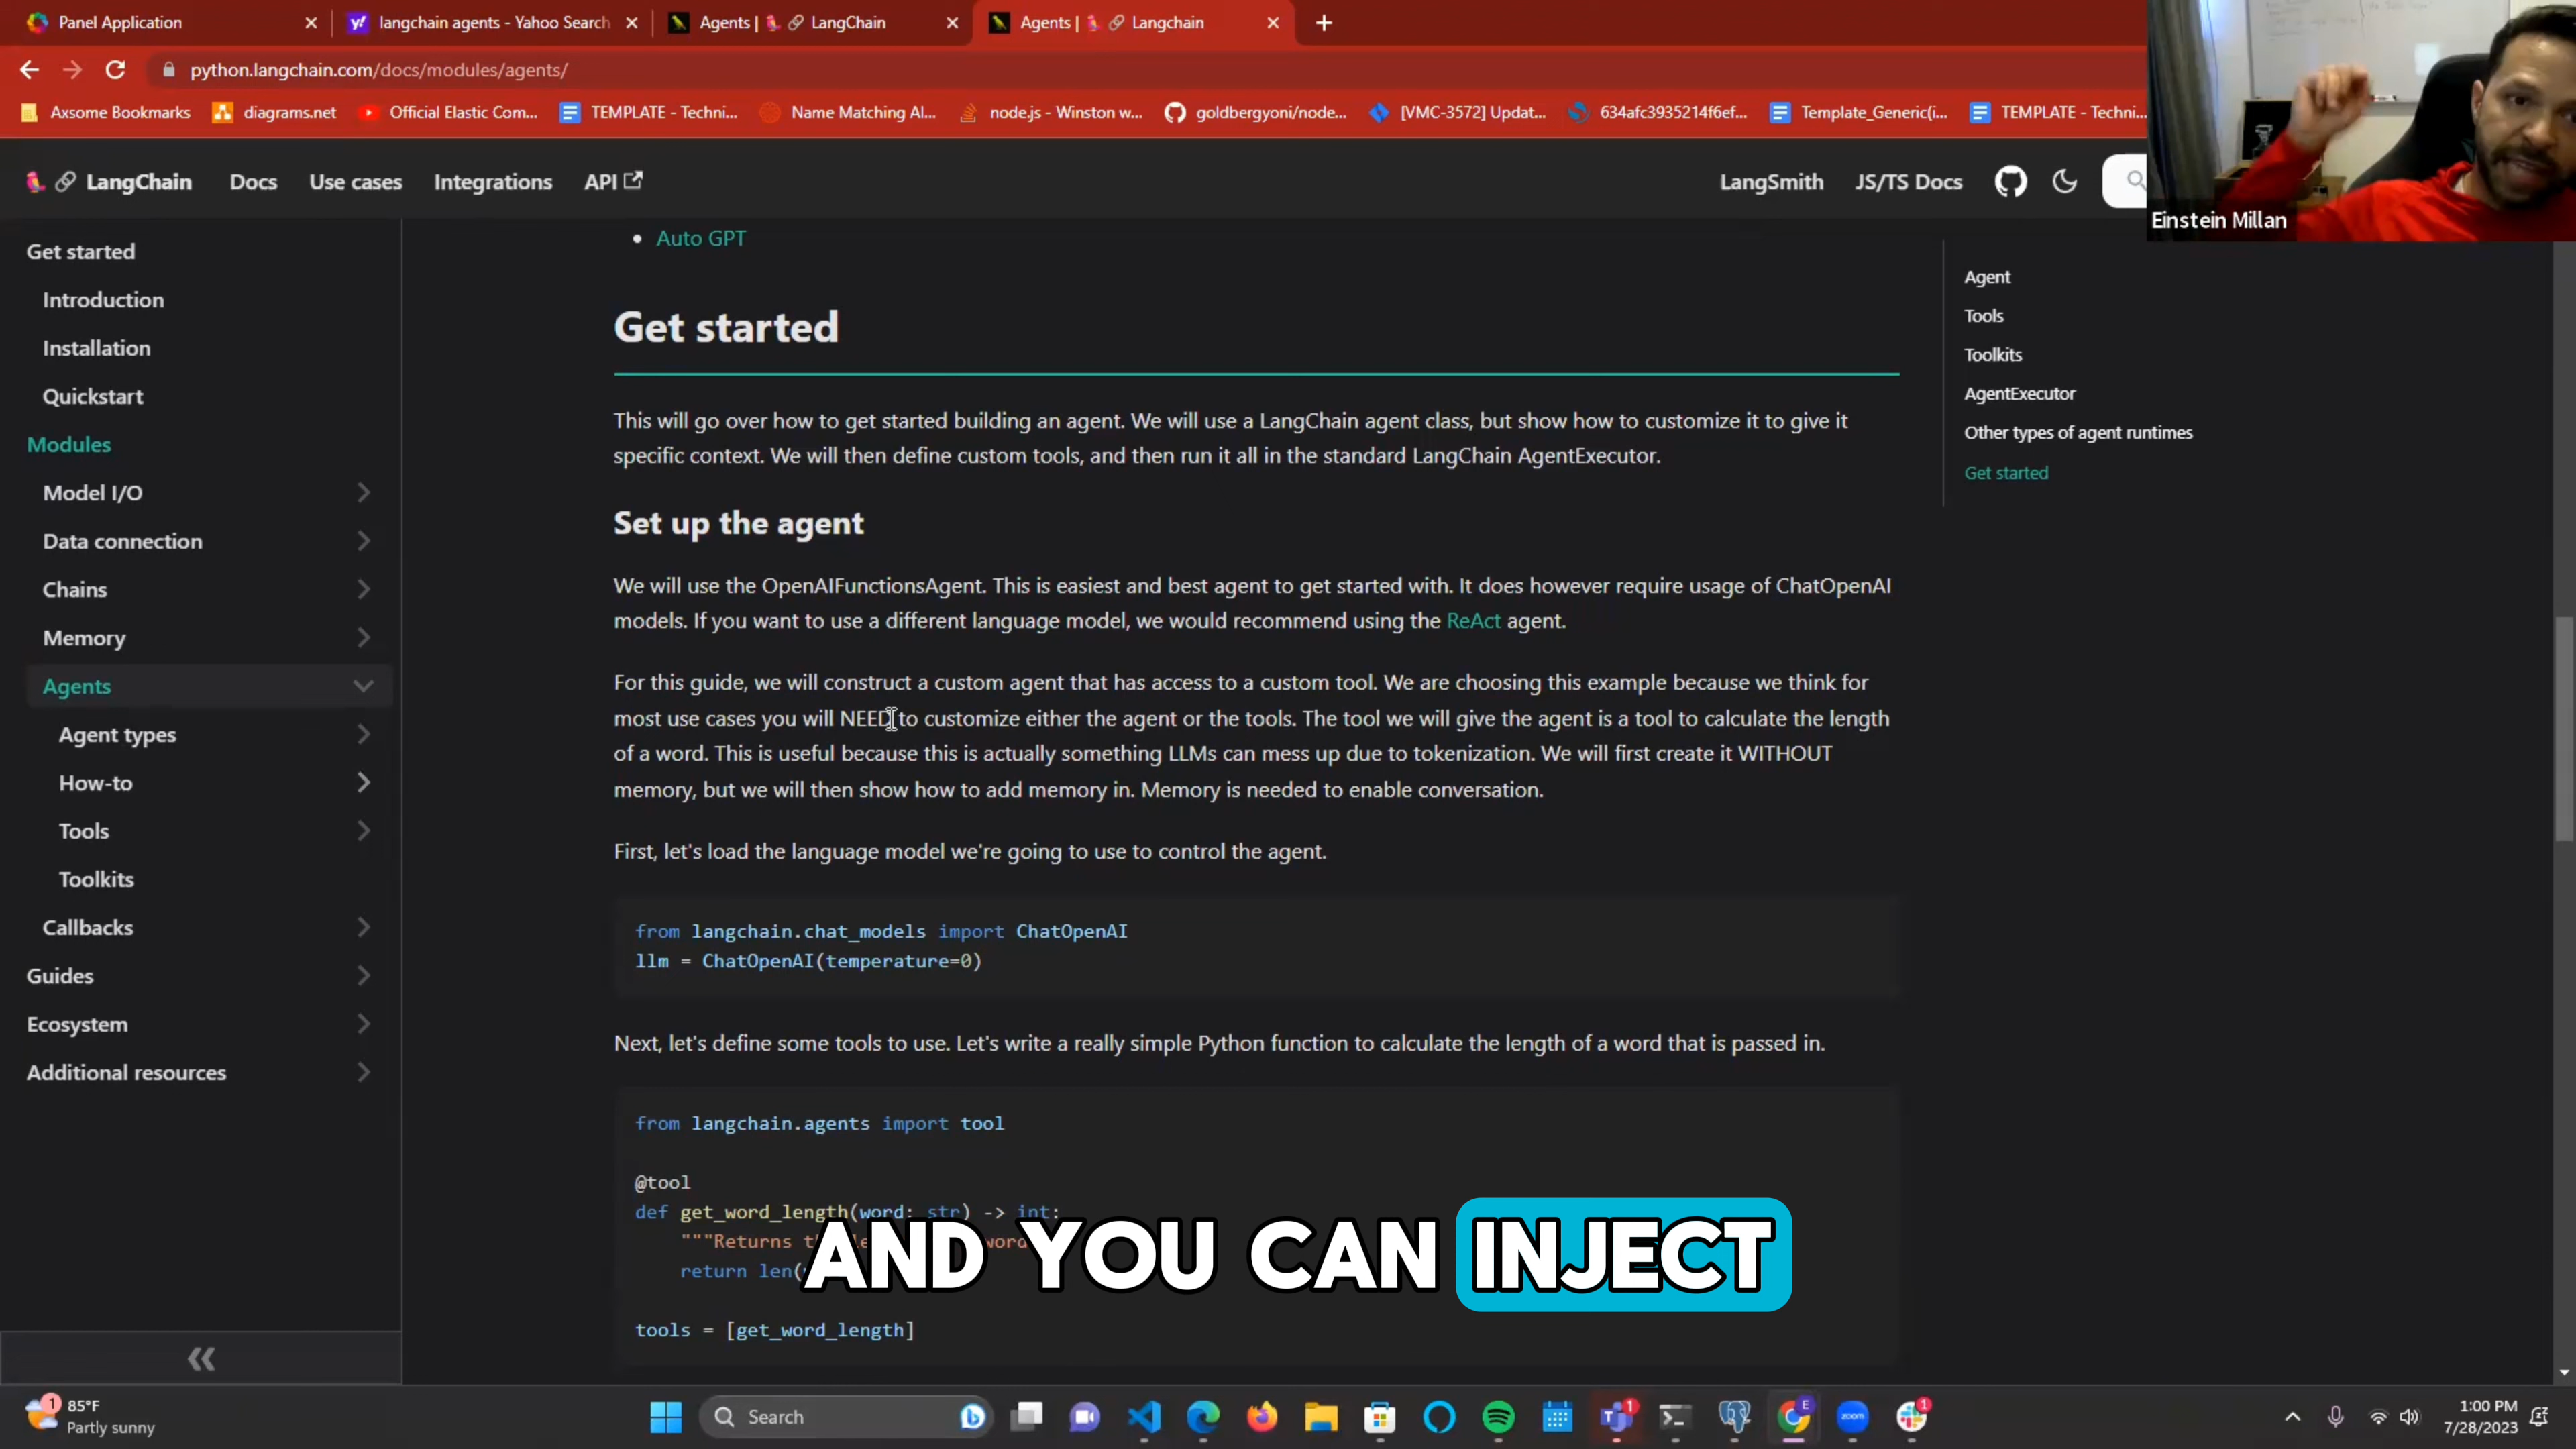 Panel Application
langchain agents - Yahoo Search
Agents | LangChain
Agents | Langchain
python.langchain.com/docs/modules/agents/
Axsome Bookmarks
diagrams.net
Official Elastic Com...
TEMPLATE - Techni...
Name Matching Al...
node.js - Winston w...
goldbergyoni/node...
[VMC-3572] Updat...
634afc3935214f6ef...
Template_Generic(i...
TEMPLATE - Techni...
LangChain
Docs
Use cases
Integrations
API
LangSmith
JS/TS Docs
Einstein Millan
Get started
Introduction
Installation
Quickstart
Modules
Model I/O
Data connection
Chains
Memory
Agents
Agent types
How-to
Tools
Toolkits
Callbacks
Guides
Ecosystem
Additional resources
Auto GPT
Get started
This will go over how to get started building an agent. We will use a LangChain agent class, but show how to customize it to give it
specific context. We will then define custom tools, and then run it all in the standard LangChain AgentExecutor.
Set up the agent
We will use the OpenAIFunctionsAgent. This is easiest and best agent to get started with. It does however require usage of ChatOpenAI
models. If you want to use a different language model, we would recommend using the ReAct agent.
For this guide, we will construct a custom agent that has access to a custom tool. We are choosing this example because we think for
most use cases you will NEED to customize either the agent or the tools. The tool we will give the agent is a tool to calculate the length
of a word. This is useful because this is actually something LLMs can mess up due to tokenization. We will first create it WITHOUT
memory, but we will then show how to add memory in. Memory is needed to enable conversation.
First, let's load the language model we're going to use to control the agent.
from langchain.chat_models import ChatOpenAI
llm = ChatOpenAI(temperature=0)
Next, let's define some tools to use. Let's write a really simple Python function to calculate the length of a word that is passed in.
from langchain.agents import tool
@tool
def get_word_length(word: str) -> int:
"""Returns
return len(
tools = [get_word_length]
AND YOU CAN INJECT
Agent
Tools
Toolkits
AgentExecutor
Other types of agent runtimes
Get started
1
85°F
Partly sunny
Search
1
E
zoom
1
1:00 PM
7/28/2023